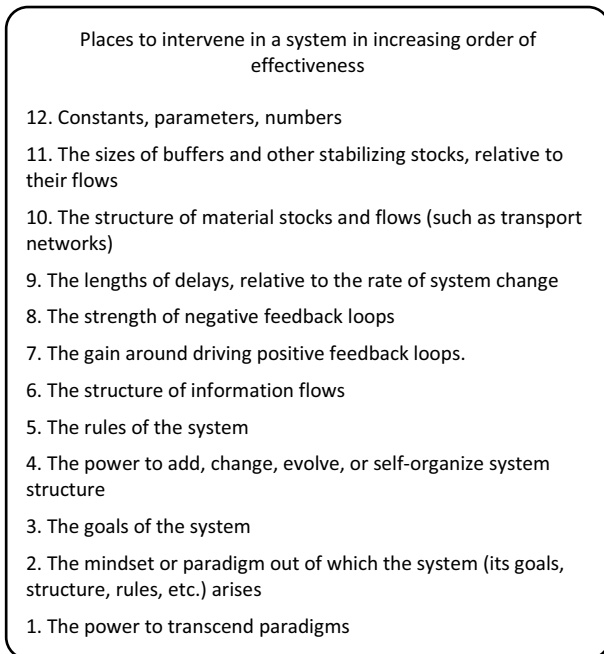 Places to intervene in a system in increasing order of
effectiveness
12. Constants, parameters, numbers
11. The sizes of buffers and other stabilizing stocks, relative to
their flows
10. The structure of material stocks and flows (such as transport
networks)
9. The lengths of delays, relative to the rate of system change
8. The strength of negative feedback loops
7. The gain around driving positive feedback loops.
6. The structure of information flows
5. The rules of the system
4. The power to add, change, evolve, or self-organize system
structure
3. The goals of the system
2. The mindset or paradigm out of which the system (its goals,
structure, rules, etc.) arises
1. The power to transcend paradigms